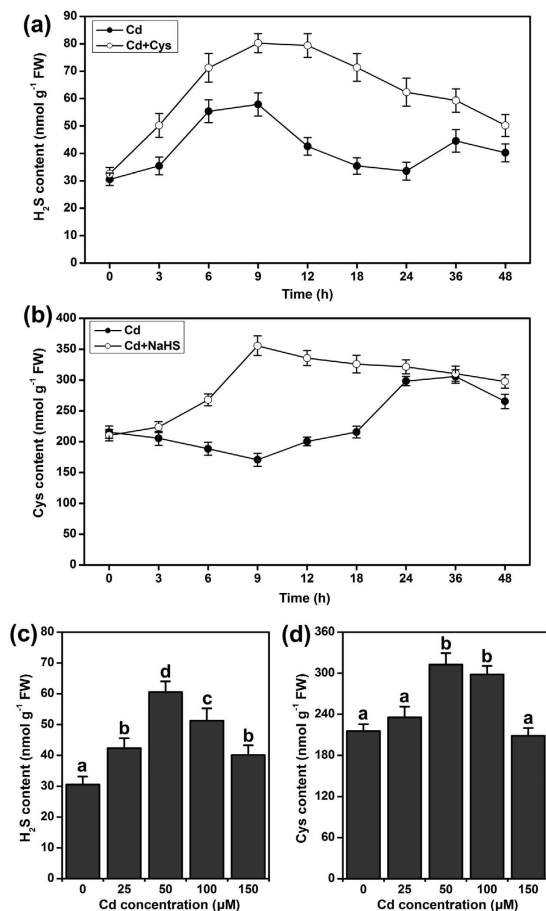 (a)
Cd
Cd+Cys
H₂S content (nmol g⁻¹ FW)
90
80
70
60
50
40
30
20
10
0
0 3 6 9 12 18 24 36 48
Time (h)
(b)
Cd
Cd+NaHS
Cys content (nmol g⁻¹ FW)
400
350
300
250
200
150
100
50
0
0 3 6 9 12 18 24 36 48
Time (h)
(c)
H₂S content (nmol g⁻¹ FW)
80
70
60
50
40
30
20
10
0
a b d c b
0 25 50 100 150
Cd concentration (µM)
(d)
Cys content (nmol g⁻¹ FW)
360
300
240
180
120
60
0
a a b b a
0 25 50 100 150
Cd concentration (µM)